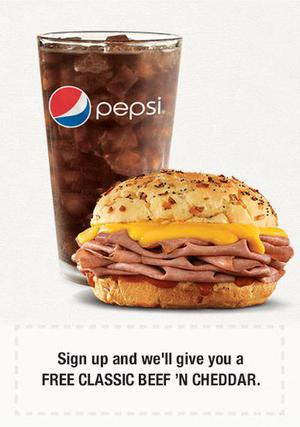 pepsi
Sign up and we'll give you a
FREE CLASSIC BEEF 'N CHEDDAR.